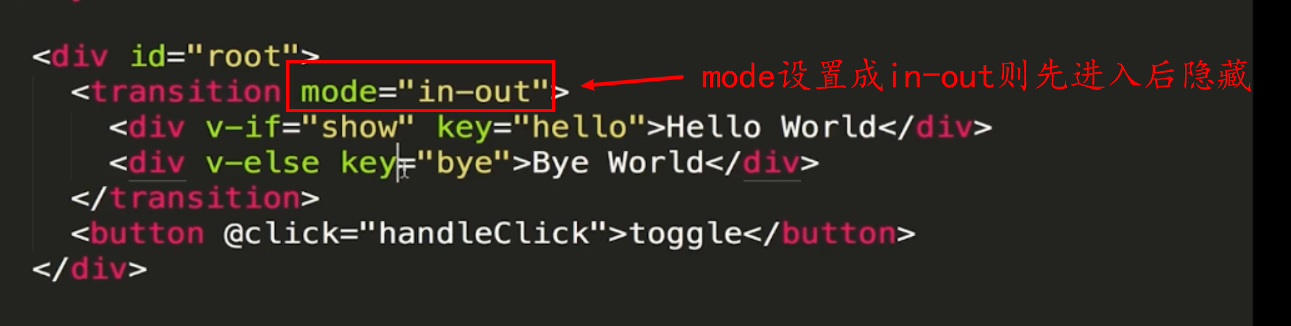 <div id="root">
<transition mode="in-out"> mode设置成in-out则先进入后隐藏
<div v-if="show" key="hello">Hello World</div>
<div v-else key="bye">Bye World</div>
</transition>
<button @click="handleClick">toggle</button>
</div>